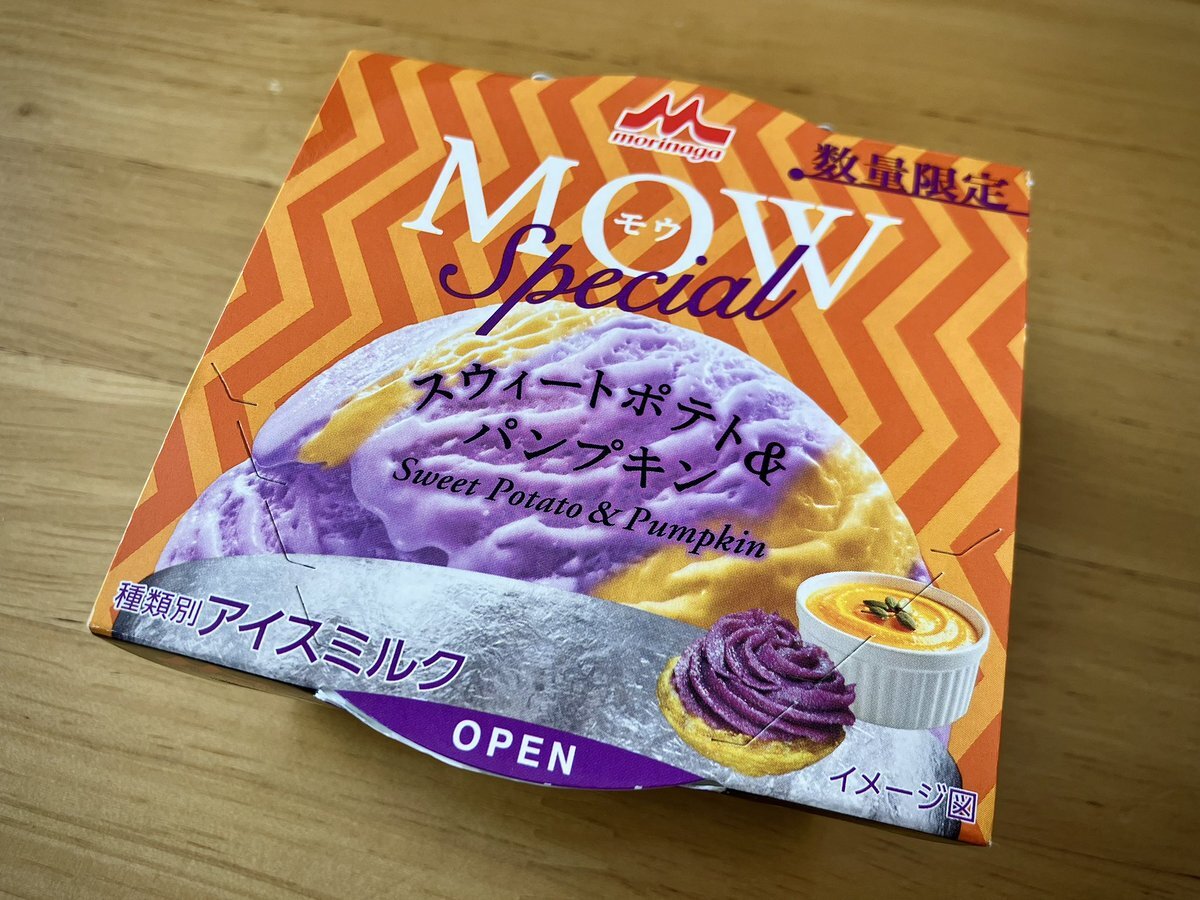 morinaga
数量限定
MOW
モウ
Special
スウィートポテト&
パンプキン
Sweet Potato & Pumpkin
種類別アイスミルク
OPEN
イメージ図